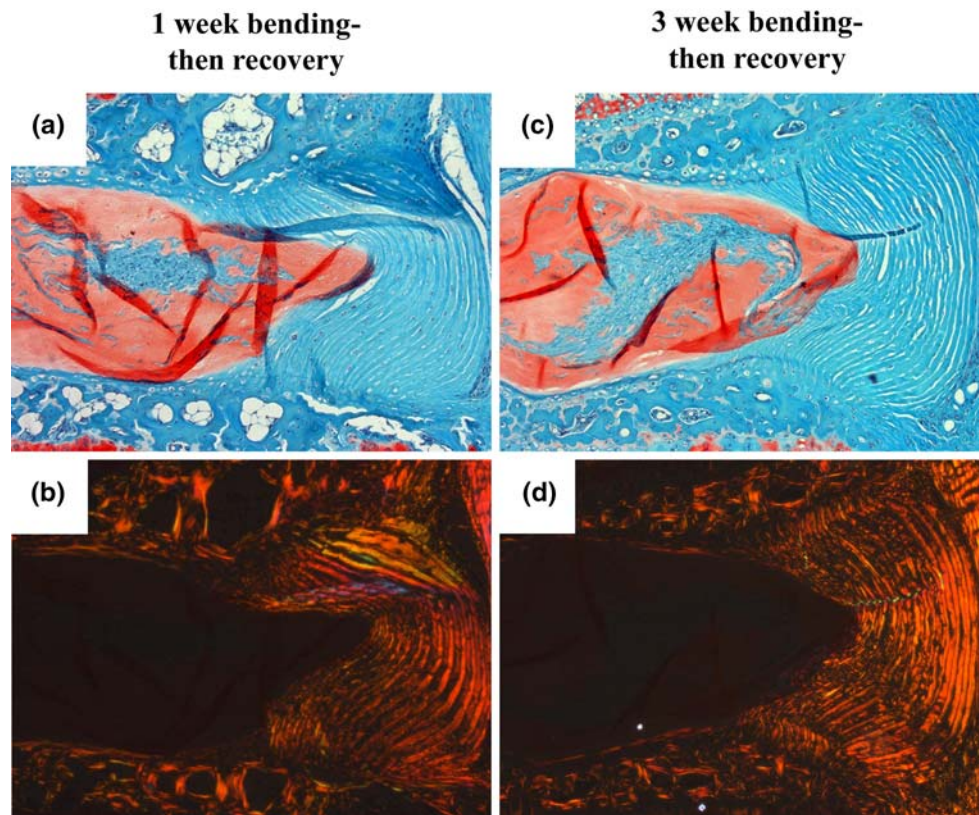 1 week bending-
then recovery
3 week bending-
then recovery
(a)
(c)
(b)
(d)